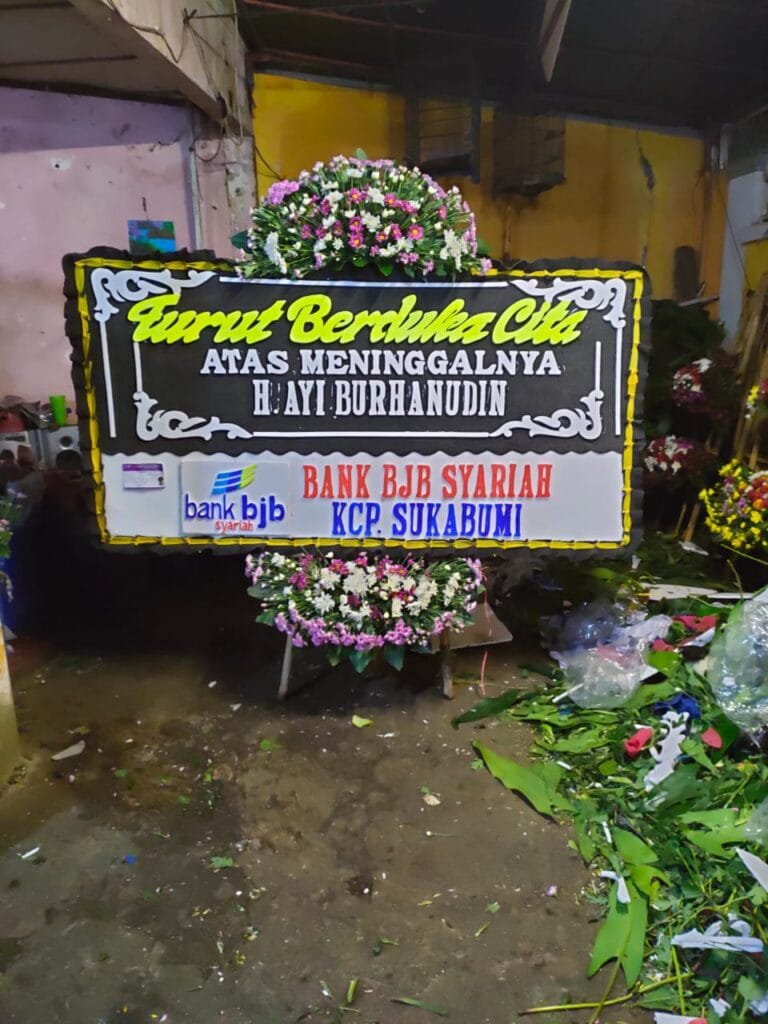 Turut Berduka Cita
ATAS MENINGGALNYA
H. AYI BURHANUDIN
bank bjb
syariah
BANK BJB SYARIAH
KCP. SUKABUMI